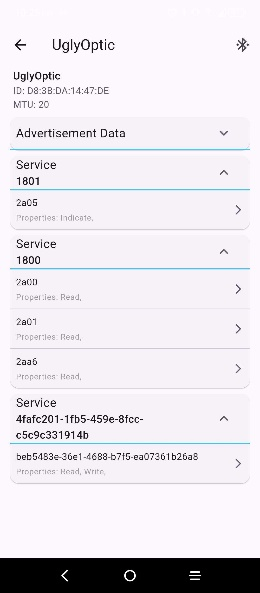 UglyOptic
UglyOptic
ID: D8:3B:DA:14:47:DE
MTU: 20
Advertisement Data
Service
1801
2a05
Properties: Indicate,
Service
1800
2a00
Properties: Read,
2a01
Properties: Read,
2aa6
Properties: Read,
Service
4fafc201-1fb5-459e-8fcc-
c5c9c331914b
beb5483e-36e1-4688-b7f5-ea07361b26a8
Properties: Read, Write,